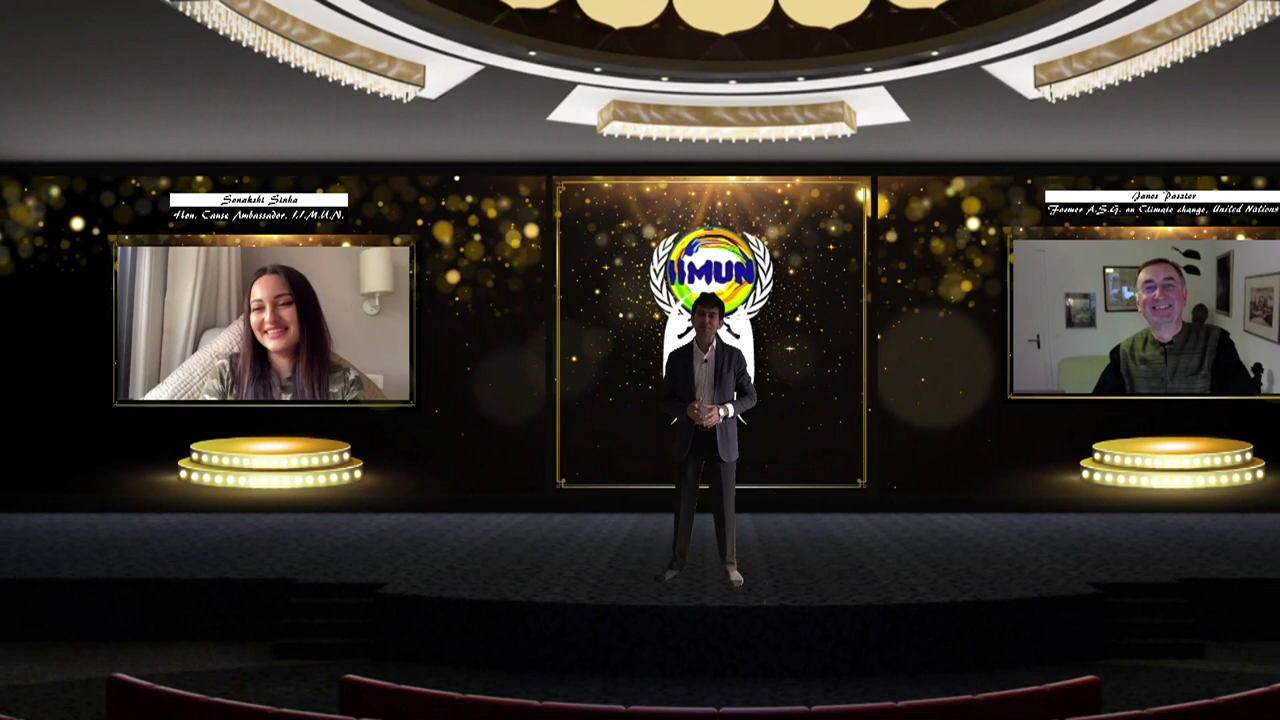 Sonakshi Sinha
Hon. Cause Ambassador, I.I.M.U.N.
IIMUN
Janos Pasztor
Former A.S.G. on Climate change, United Nations